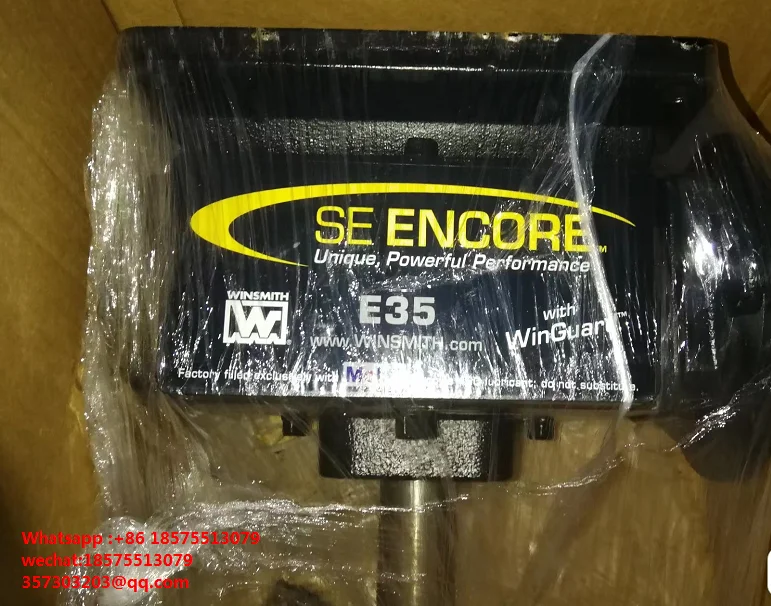 SE ENCORE™
Unique, Powerful Performance
WINSMITH
W
E35
www.WINSMITH.com
with
WinGuard™
Factory filled exclusively with lubricant; do not substitute.
Whatsapp :+86 18575513079
wechat:18575513079
357303203@qq.com